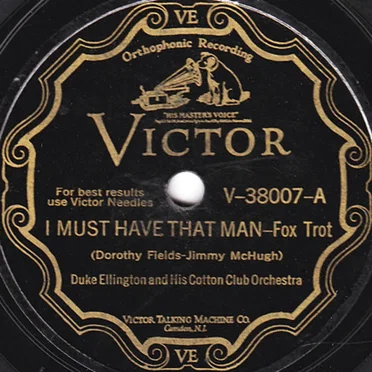 VE
Orthophonic Recording
"HIS MASTER'S VOICE"
VICTOR
For best results
use Victor Needles
V-38007-A
I MUST HAVE THAT MAN–Fox Trot
(Dorothy Fields-Jimmy McHugh)
Duke Ellington and His Cotton Club Orchestra
VICTOR TALKING MACHINE CO.
Camden, N.J.
VE